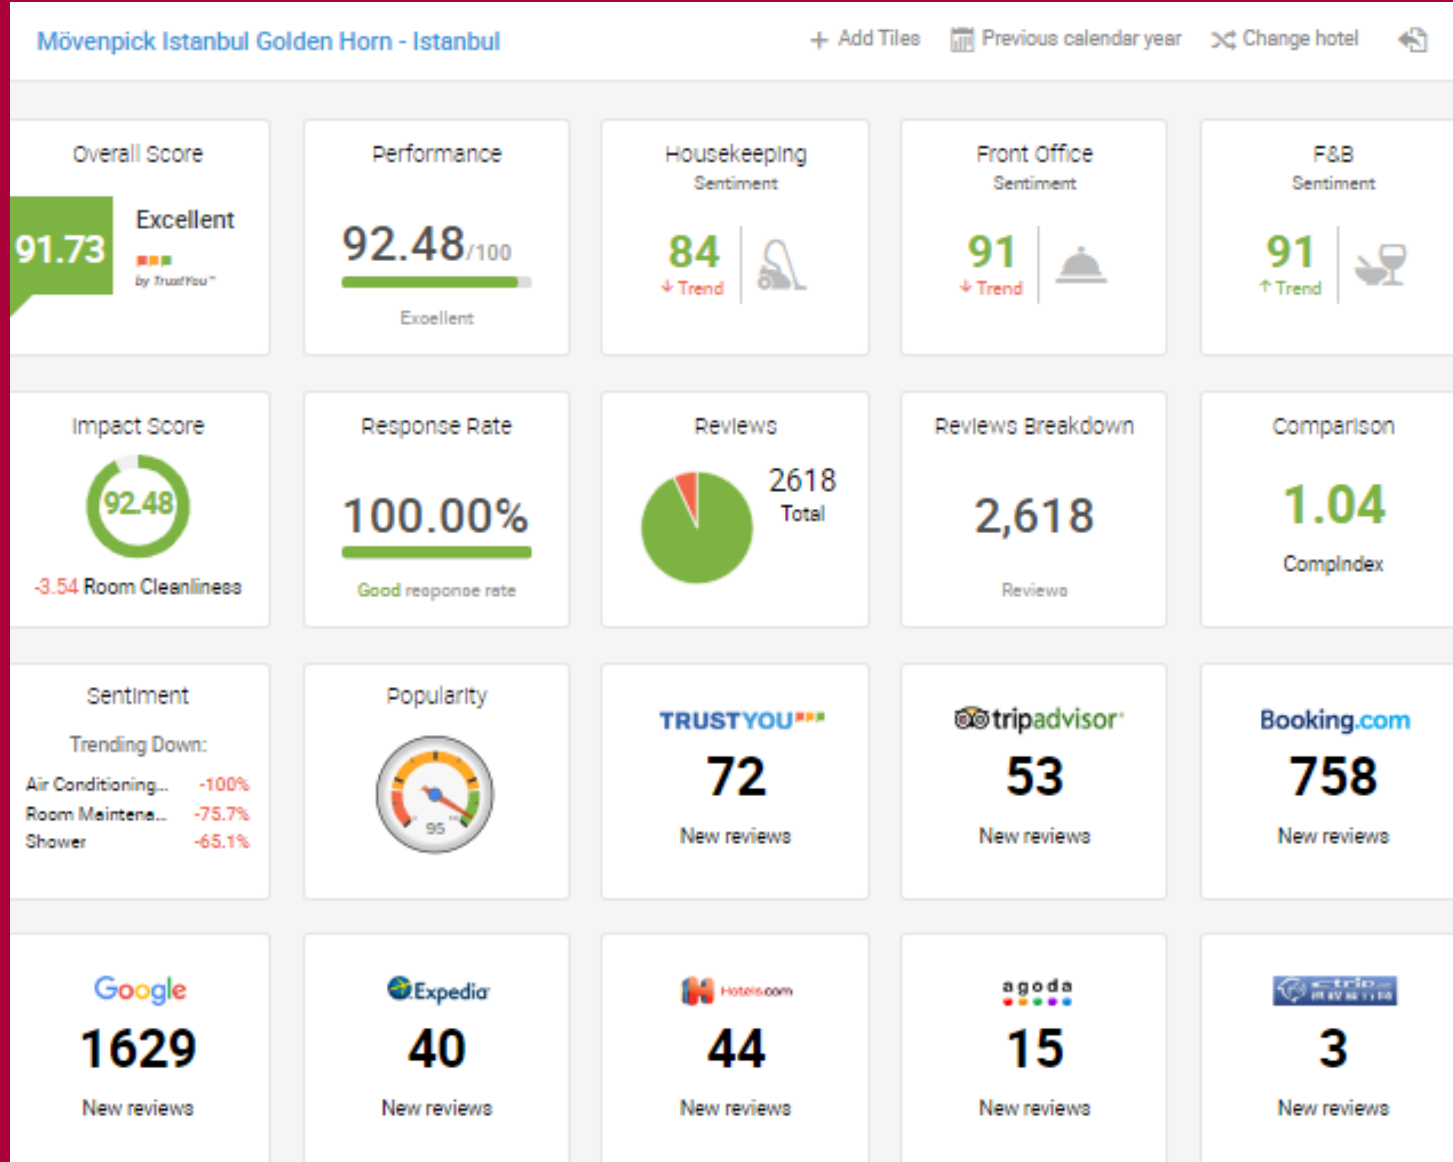 Mövenpick Istanbul Golden Horn - Istanbul
+ Add Tiles
Previous calendar year
Change hotel
Overall Score
91.73
Excellent
by TrustYou™
Performance
92.48/100
Excellent
Housekeeping
Sentiment
84
↓ Trend
Front Office
Sentiment
91
↓ Trend
F&B
Sentiment
91
↑ Trend
Impact Score
92.48
-3.54 Room Cleanliness
Response Rate
100.00%
Good response rate
Reviews
2618
Total
Reviews Breakdown
2,618
Reviews
Comparison
1.04
CompIndex
Sentiment
Trending Down:
Air Conditioning... -100%
Room Maintena... -75.7%
Shower -65.1%
Popularity
95
TRUSTYOU
72
New reviews
tripadvisor®
53
New reviews
Booking.com
758
New reviews
Google
1629
New reviews
Expedia
40
New reviews
Hotels.com
44
New reviews
agoda
15
New reviews
ctrip
3
New reviews